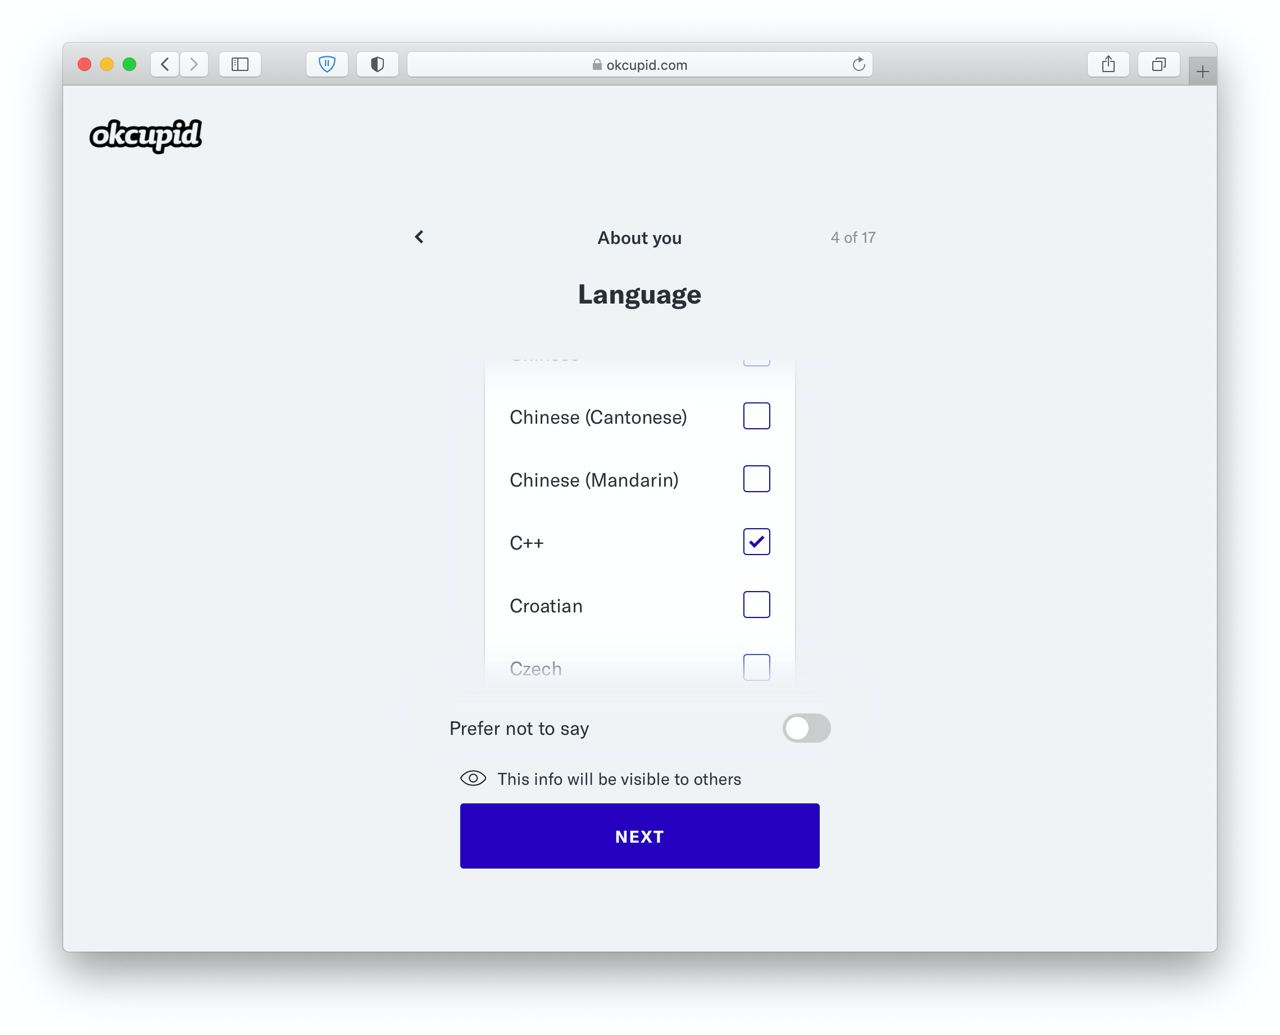 okcupid.com
okcupid
About you
4 of 17
Language
Chinese
Chinese (Cantonese)
Chinese (Mandarin)
C++
Croatian
Czech
Prefer not to say
This info will be visible to others
NEXT